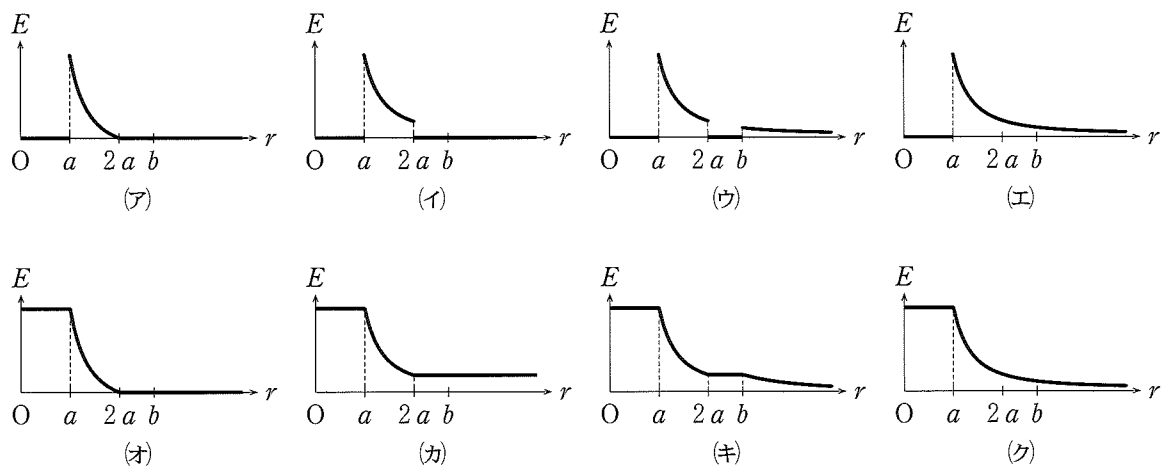 E E E E
O a 2a b r O a 2a b r O a 2a b r O a 2a b r
(ア) (イ) (ウ) (エ)
E E E E
O a 2a b r O a 2a b r O a 2a b r O a 2a b r
(オ) (カ) (キ) (ク)